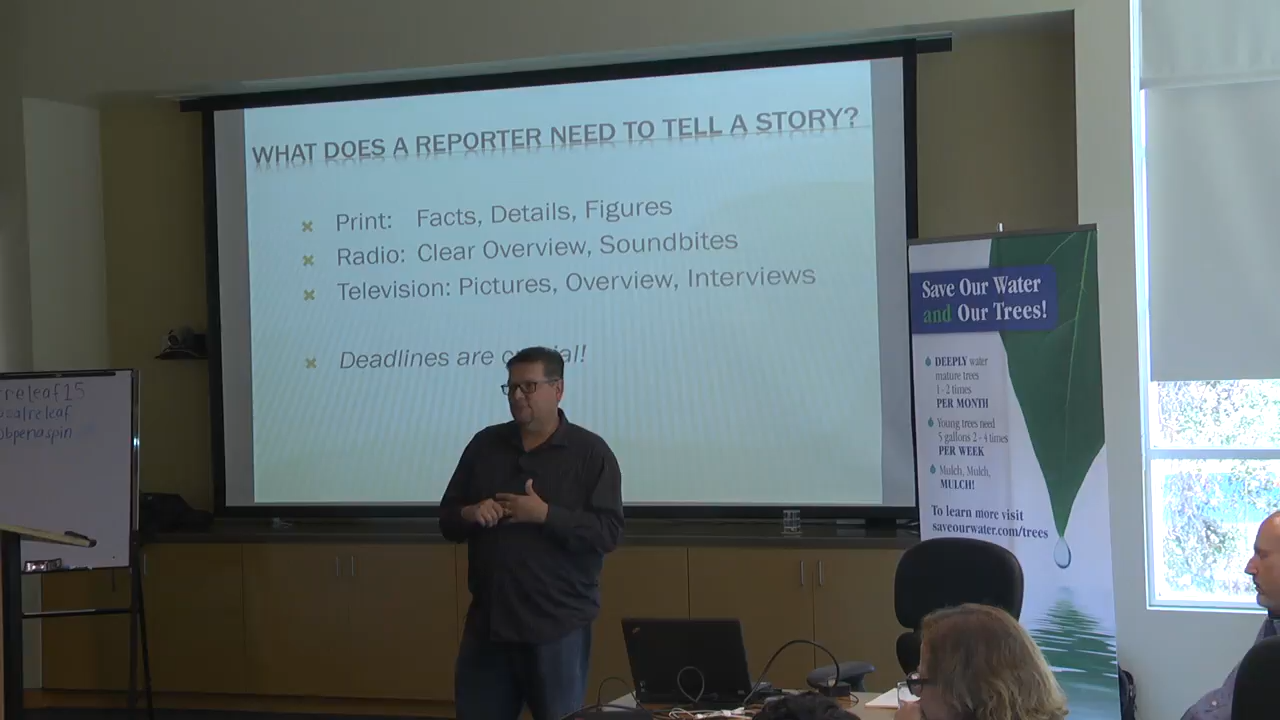 WHAT DOES A REPORTER NEED TO TELL A STORY?
Print: Facts, Details, Figures
Radio: Clear Overview, Soundbites
Television: Pictures, Overview, Interviews
Deadlines are
Save Our Water
and Our Trees!
DEEPLY water
mature trees
1 - 2 times
PER MONTH
Young trees need
5 gallons 2 - 4 times
PER WEEK
Mulch, Mulch,
MULCH!
To learn more visit
saveourwater.com/trees